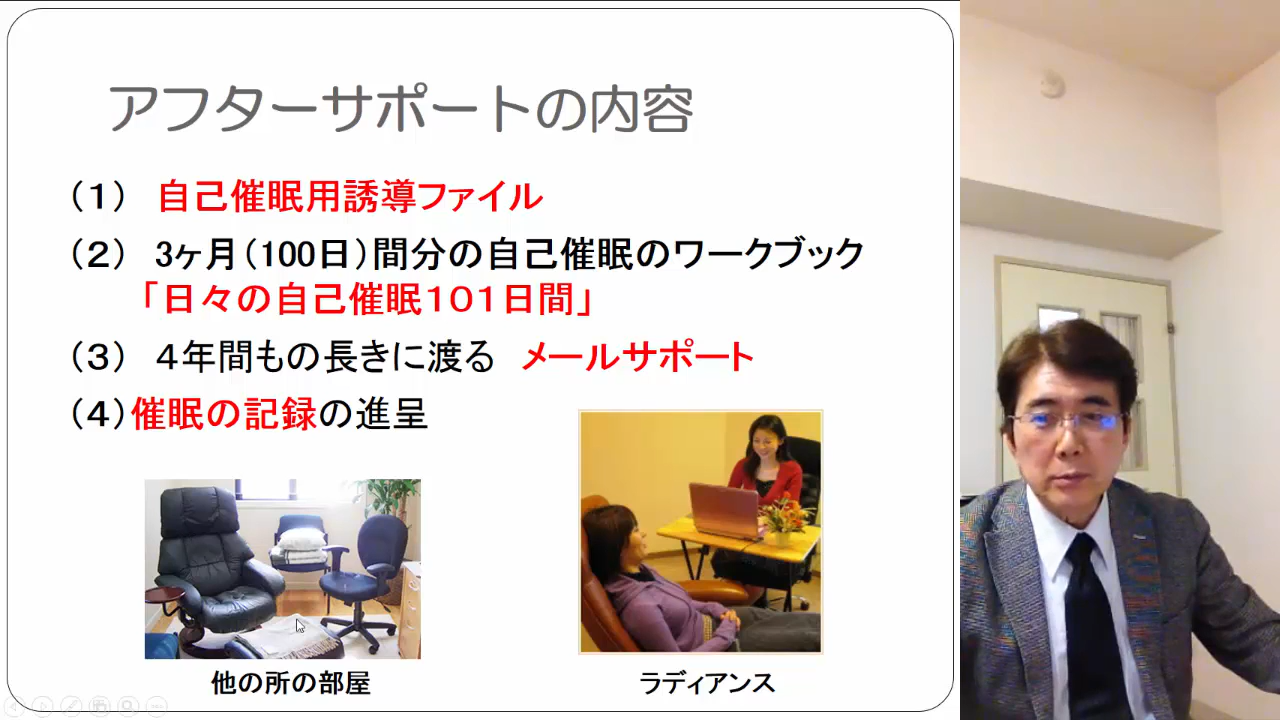 アフターサポートの内容
（１） 自己催眠用誘導ファイル
（２） 3ヶ月（100日）間分の自己催眠のワークブック
「日々の自己催眠１０１日間」
（３） ４年間もの長きに渡る メールサポート
（４）催眠の記録の進呈
他の所の部屋
ラディアンス